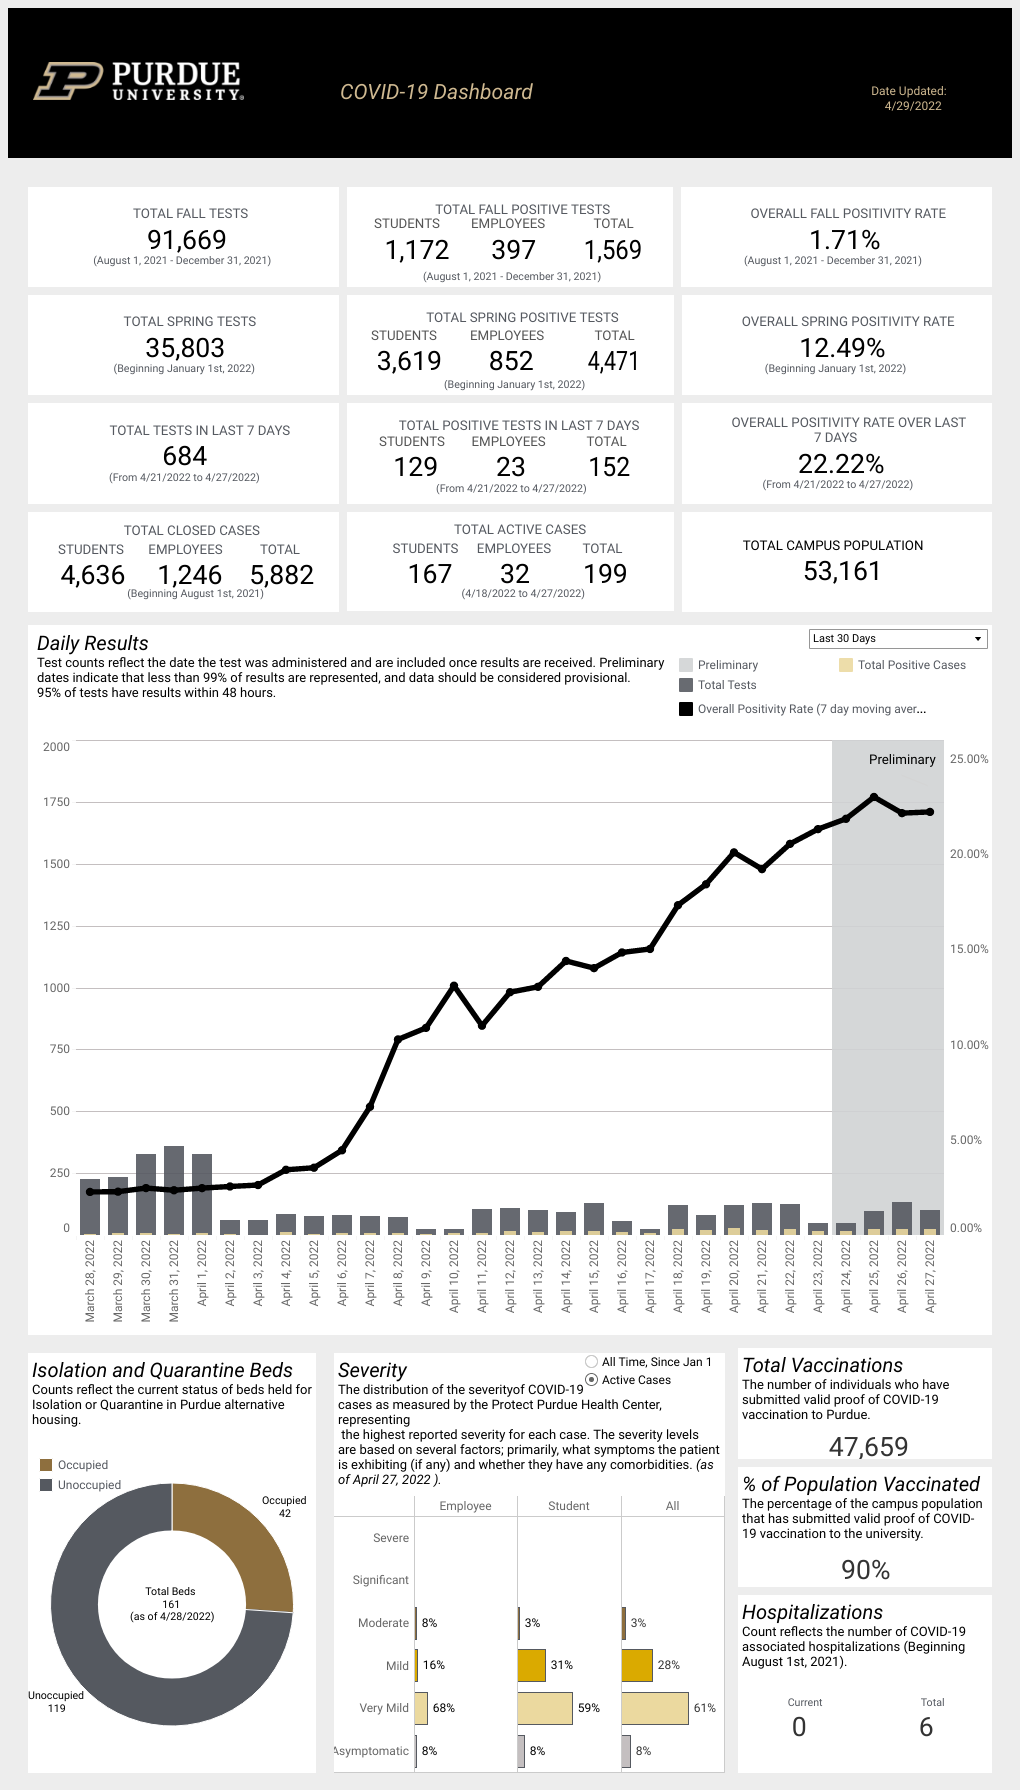 PURDUE
UNIVERSITY®
COVID-19 Dashboard
Date Updated:
4/29/2022
TOTAL FALL TESTS
91,669
(August 1, 2021 - December 31, 2021)
TOTAL FALL POSITIVE TESTS
STUDENTS EMPLOYEES TOTAL
1,172 397 1,569
(August 1, 2021 - December 31, 2021)
OVERALL FALL POSITIVITY RATE
1.71%
(August 1, 2021 - December 31, 2021)
TOTAL SPRING TESTS
35,803
(Beginning January 1st, 2022)
TOTAL SPRING POSITIVE TESTS
STUDENTS EMPLOYEES TOTAL
3,619 852 4,471
(Beginning January 1st, 2022)
OVERALL SPRING POSITIVITY RATE
12.49%
(Beginning January 1st, 2022)
TOTAL TESTS IN LAST 7 DAYS
684
(From 4/21/2022 to 4/27/2022)
TOTAL POSITIVE TESTS IN LAST 7 DAYS
STUDENTS EMPLOYEES TOTAL
129 23 152
(From 4/21/2022 to 4/27/2022)
OVERALL POSITIVITY RATE OVER LAST
7 DAYS
22.22%
(From 4/21/2022 to 4/27/2022)
TOTAL CLOSED CASES
STUDENTS EMPLOYEES TOTAL
4,636 1,246 5,882
(Beginning August 1st, 2021)
TOTAL ACTIVE CASES
STUDENTS EMPLOYEES TOTAL
167 32 199
(4/18/2022 to 4/27/2022)
TOTAL CAMPUS POPULATION
53,161
Daily Results
Test counts reflect the date the test was administered and are included once results are received. Preliminary
dates indicate that less than 99% of results are represented, and data should be considered provisional.
95% of tests have results within 48 hours.
Last 30 Days
Preliminary Total Positive Cases
Total Tests
Overall Positivity Rate (7 day moving aver...
Preliminary
2000
1750
1500
1250
1000
750
500
250
0
25.00%
20.00%
15.00%
10.00%
5.00%
0.00%
March 28, 2022
March 29, 2022
March 30, 2022
March 31, 2022
April 1, 2022
April 2, 2022
April 3, 2022
April 4, 2022
April 5, 2022
April 6, 2022
April 7, 2022
April 8, 2022
April 9, 2022
April 10, 2022
April 11, 2022
April 12, 2022
April 13, 2022
April 14, 2022
April 15, 2022
April 16, 2022
April 17, 2022
April 18, 2022
April 19, 2022
April 20, 2022
April 21, 2022
April 22, 2022
April 23, 2022
April 24, 2022
April 25, 2022
April 26, 2022
April 27, 2022
Isolation and Quarantine Beds
Counts reflect the current status of beds held for
Isolation or Quarantine in Purdue alternative
housing.
Occupied
Unoccupied
Occupied
42
Total Beds
161
(as of 4/28/2022)
Unoccupied
119
Severity
All Time, Since Jan 1
Active Cases
The distribution of the severityof COVID-19
cases as measured by the Protect Purdue Health Center,
representing
the highest reported severity for each case. The severity levels
are based on several factors; primarily, what symptoms the patient
is exhibiting (if any) and whether they have any comorbidities. (as
of April 27, 2022 ).
Employee Student All
Severe
Significant
Moderate 8% 3% 3%
Mild 16% 31% 28%
Very Mild 68% 59% 61%
Asymptomatic 8% 8% 8%
Total Vaccinations
The number of individuals who have
submitted valid proof of COVID-19
vaccination to Purdue.
47,659
% of Population Vaccinated
The percentage of the campus population
that has submitted valid proof of COVID-
19 vaccination to the university.
90%
Hospitalizations
Count reflects the number of COVID-19
associated hospitalizations (Beginning
August 1st, 2021).
Current Total
0 6